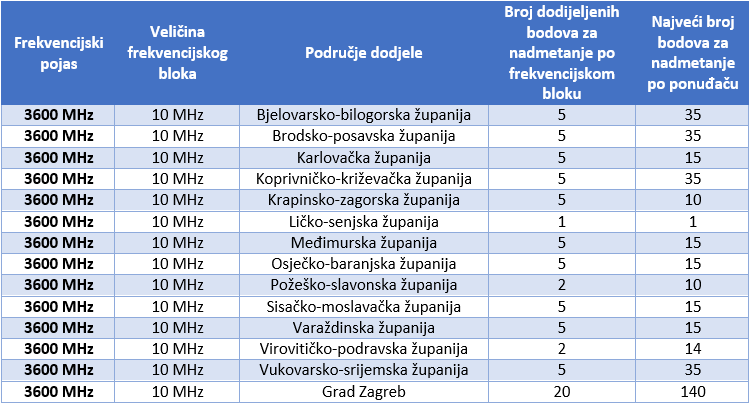 Frekvencijski pojas Veličina frekvencijskog bloka Područje dodjele Broj dodijeljenih bodova za nadmetanje po frekvencijskom bloku Najveći broj bodova za nadmetanje po ponuđaču
3600 MHz 10 MHz Bjelovarsko-bilogorska županija 5 35
3600 MHz 10 MHz Brodsko-posavska županija 5 35
3600 MHz 10 MHz Karlovačka županija 5 15
3600 MHz 10 MHz Koprivničko-križevačka županija 5 35
3600 MHz 10 MHz Krapinsko-zagorska županija 5 10
3600 MHz 10 MHz Ličko-senjska županija 1 1
3600 MHz 10 MHz Međimurska županija 5 15
3600 MHz 10 MHz Osječko-baranjska županija 5 15
3600 MHz 10 MHz Požeško-slavonska županija 2 10
3600 MHz 10 MHz Sisačko-moslavačka županija 5 15
3600 MHz 10 MHz Varaždinska županija 5 15
3600 MHz 10 MHz Virovitičko-podravska županija 2 14
3600 MHz 10 MHz Vukovarsko-srijemska županija 5 35
3600 MHz 10 MHz Grad Zagreb 20 140